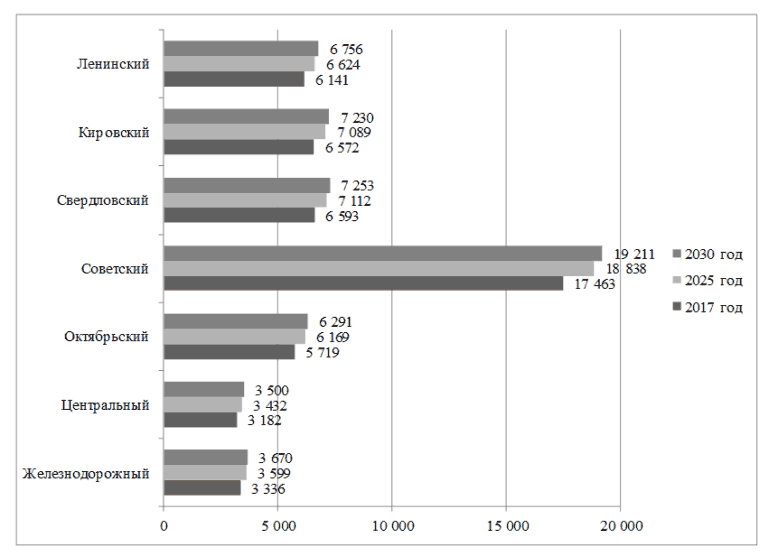 Ленинский
6 756
6 624
6 141
Кировский
7 230
7 089
6 572
Свердловский
7 253
7 112
6 593
Советский
19 211
18 838
17 463
Октябрьский
6 291
6 169
5 719
Центральный
3 500
3 432
3 182
Железнодорожный
3 670
3 599
3 336
2030 год
2025 год
2017 год
0 5 000 10 000 15 000 20 000